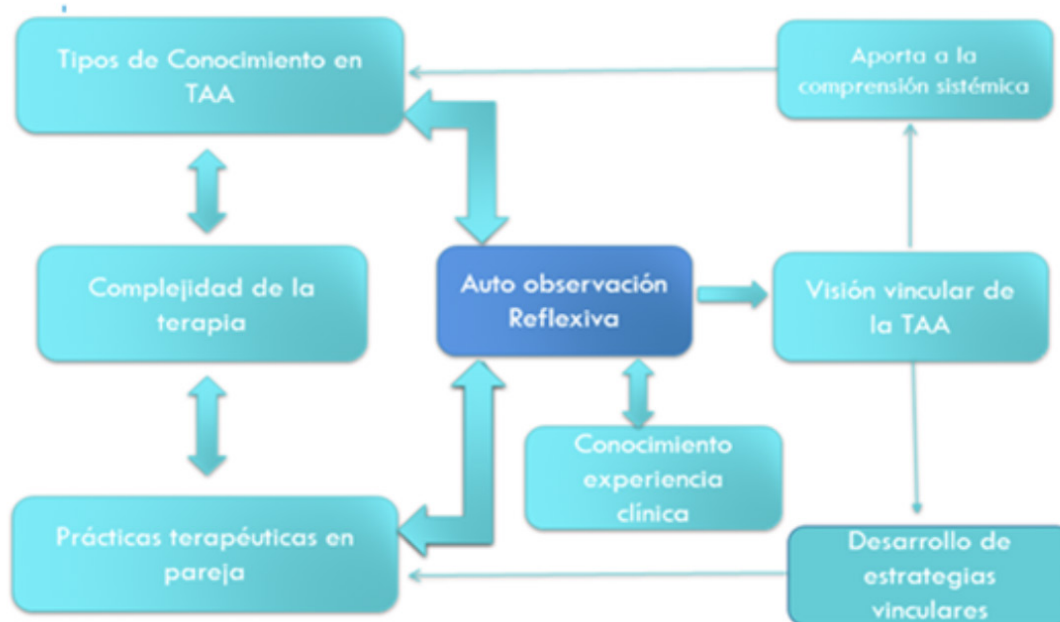 Tipos de Conocimiento en
TAA
Aporta a la
comprensión sistémica
Complejidad de la
terapia
Auto observación
Reflexiva
Visión vincular de
la TAA
Conocimiento
experiencia
clínica
Prácticas terapéuticas en
pareja
Desarrollo de
estrategias
vinculares